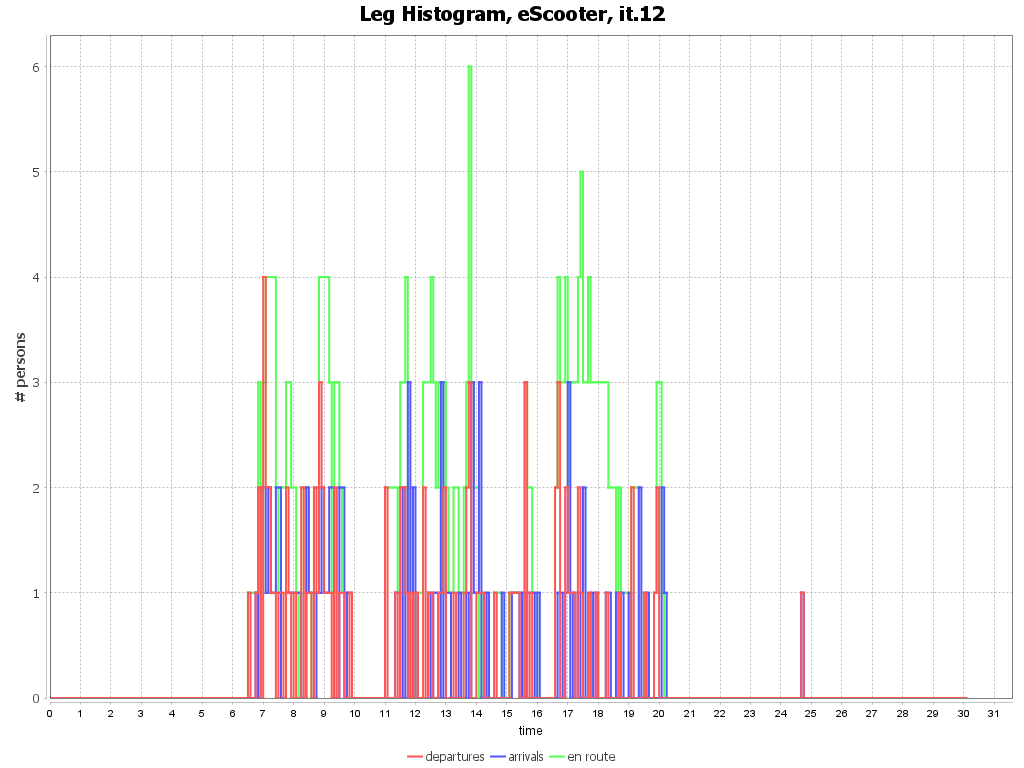 Leg Histogram, eScooter, it.12
# persons
6
5
4
3
2
1
0
0 1 2 3 4 5 6 7 8 9 10 11 12 13 14 15 16 17 18 19 20 21 22 23 24 25 26 27 28 29 30 31
time
departures arrivals en route